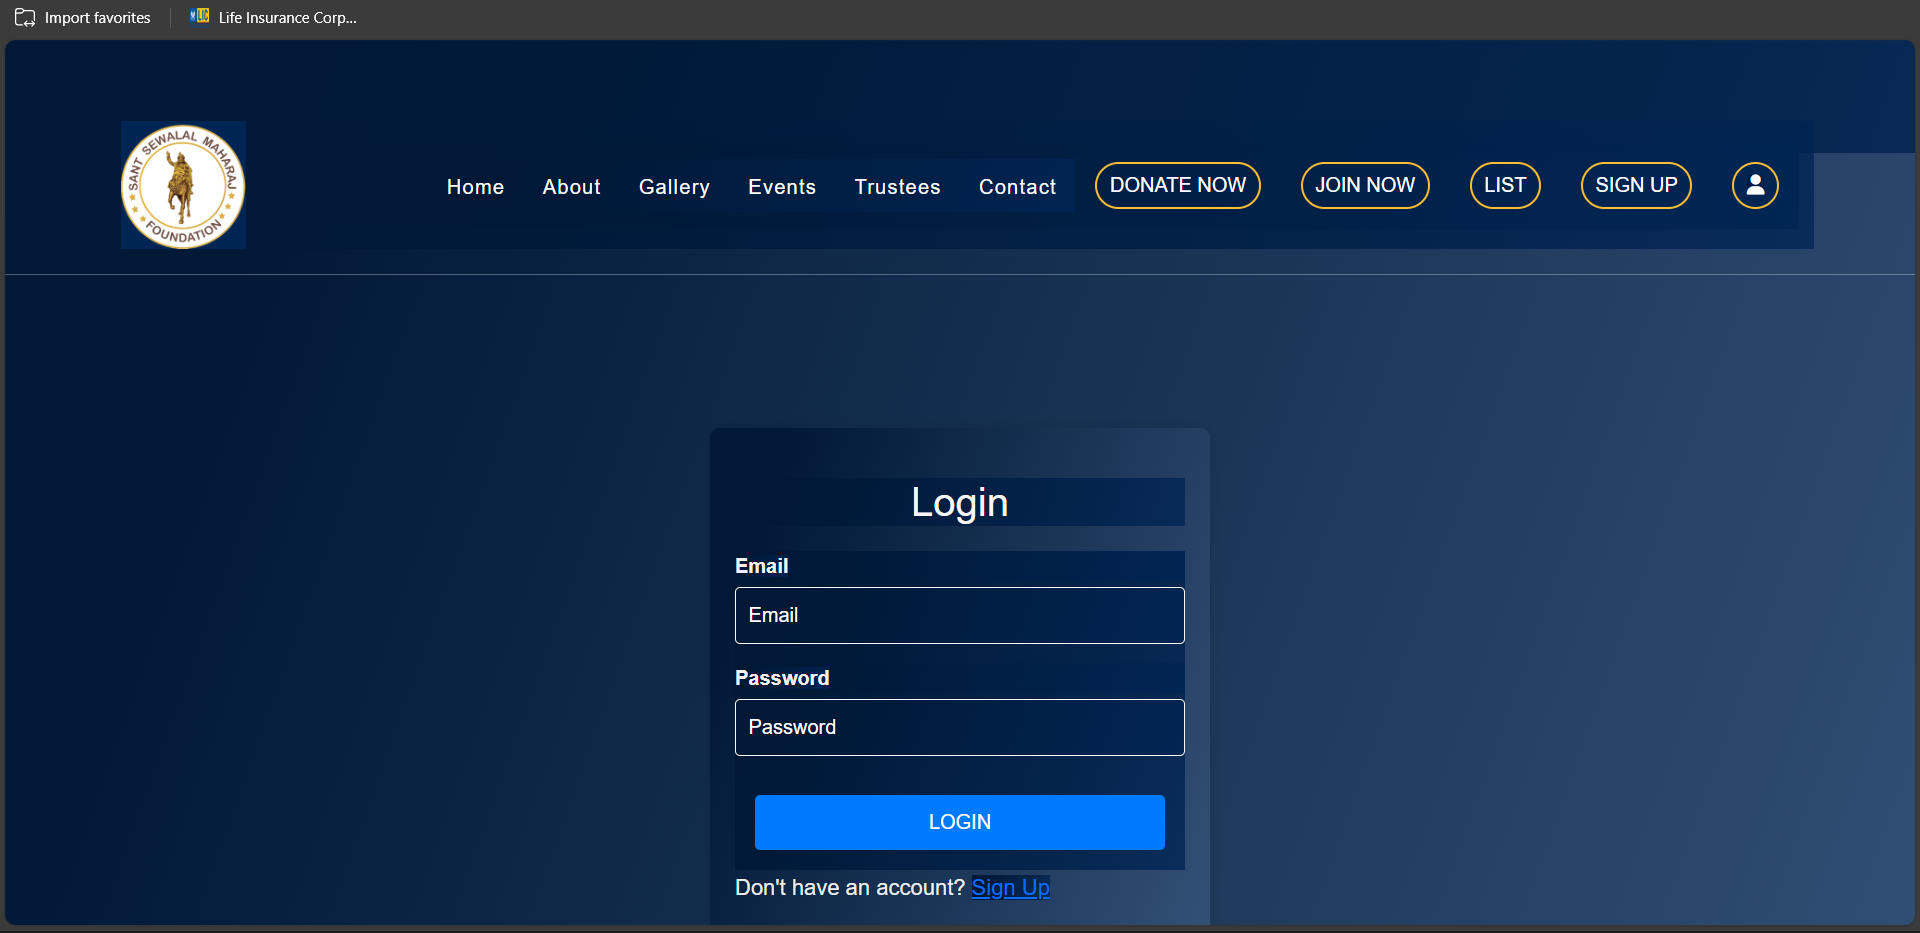 Import favorites
Life Insurance Corp...
SANT SEWALAL MAHARAJ
FOUNDATION
Home
About
Gallery
Events
Trustees
Contact
DONATE NOW
JOIN NOW
LIST
SIGN UP
Login
Email
Email
Password
Password
LOGIN
Don't have an account? Sign Up